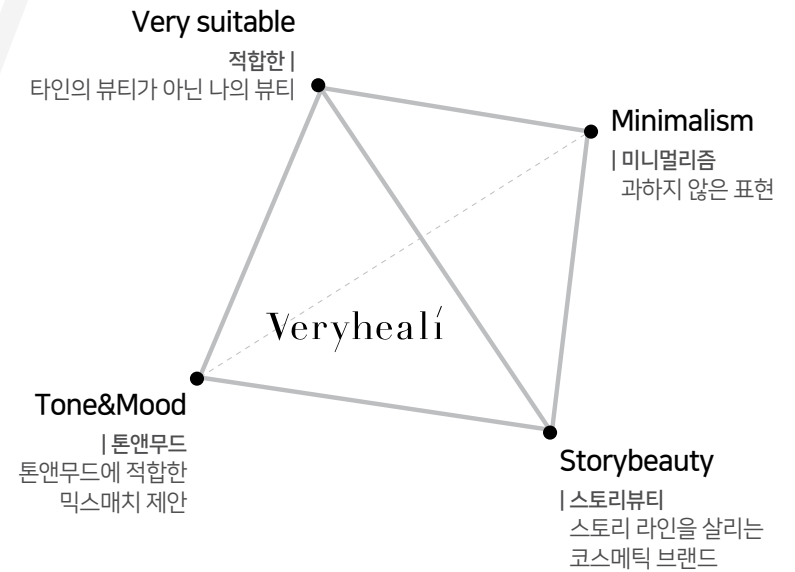 Very suitable
적합한 |
타인의 뷰티가 아닌 나의 뷰티
Minimalism
| 미니멀리즘
과하지 않은 표현
Veryhealí
Tone&Mood
| 톤앤무드
톤앤무드에 적합한
믹스매치 제안
Storybeauty
| 스토리뷰티
스토리 라인을 살리는
코스메틱 브랜드